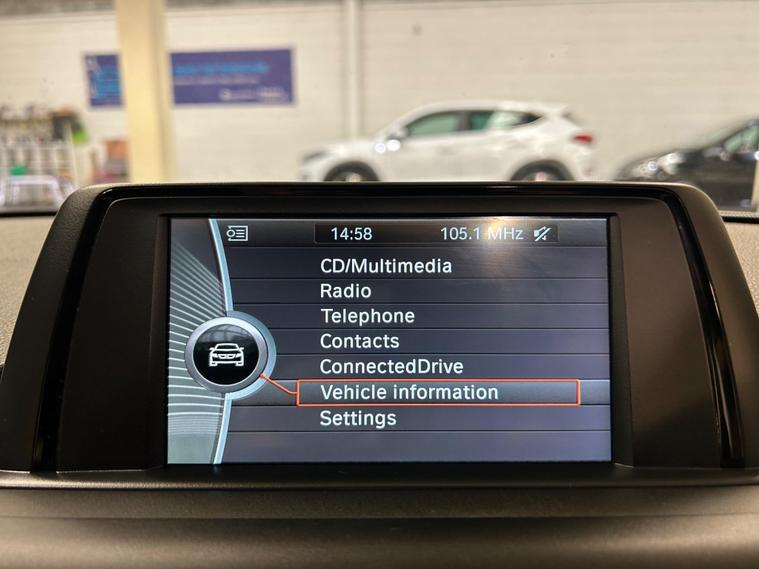 14:58 105.1 MHz
CD/Multimedia
Radio
Telephone
Contacts
ConnectedDrive
Vehicle information
Settings